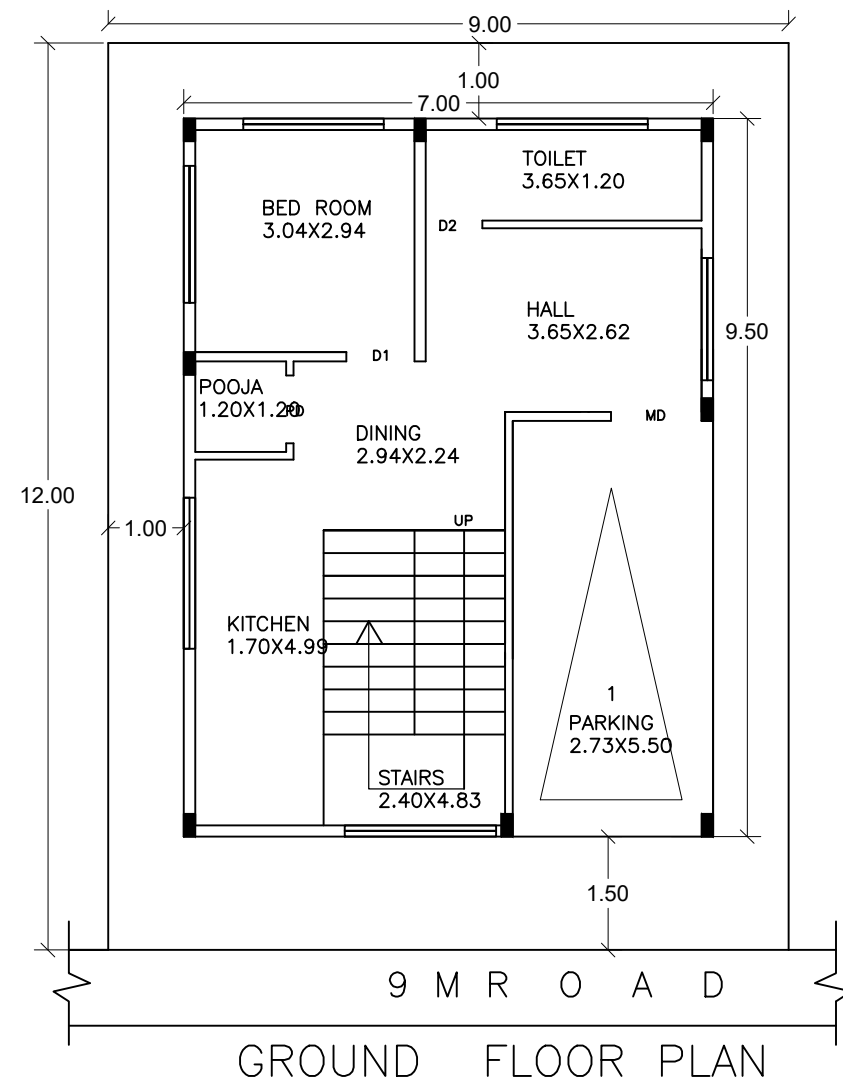 9.00
1.00
7.00
TOILET
3.65X1.20
BED ROOM
3.04X2.94
D2
HALL
3.65X2.62
9.50
D1
POOJA
1.20X1.20
PD
MD
DINING
2.94X2.24
12.00
1.00
UP
KITCHEN
1.70X4.99
1
PARKING
2.73X5.50
STAIRS
2.40X4.83
1.50
9 M R O A D
GROUND FLOOR PLAN